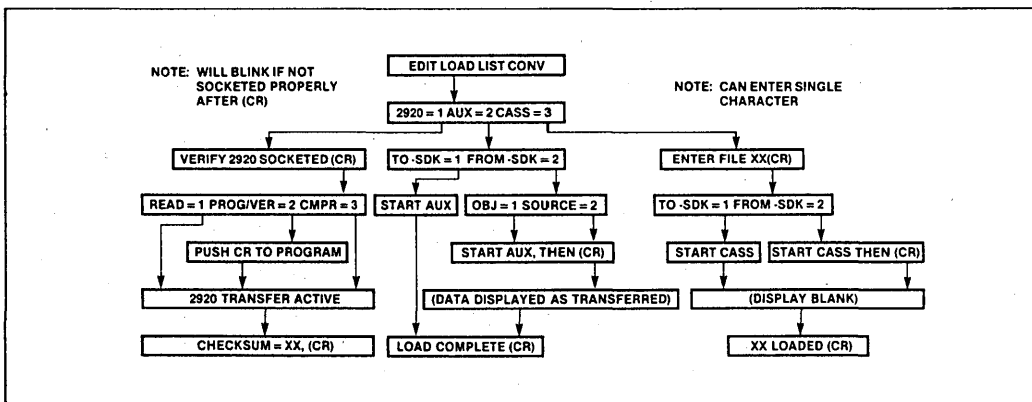 NOTE: WILL BLINK IF NOT
SOCKETED PROPERLY
AFTER (CR)
EDIT LOAD LIST CONV
NOTE: CAN ENTER SINGLE
CHARACTER
2920 = 1 AUX = 2 CASS = 3
VERIFY 2920 SOCKETED (CR)
TO -SDK = 1 FROM -SDK = 2
ENTER FILE XX(CR)
READ = 1 PROG/VER = 2 CMPR = 3
START AUX
OBJ = 1 SOURCE = 2
TO -SDK = 1 FROM -SDK = 2
PUSH CR TO PROGRAM
START AUX, THEN (CR)
START CASS
START CASS THEN (CR)
2920 TRANSFER ACTIVE
(DATA DISPLAYED AS TRANSFERRED)
(DISPLAY BLANK)
CHECKSUM = XX, (CR)
LOAD COMPLETE (CR)
XX LOADED (CR)